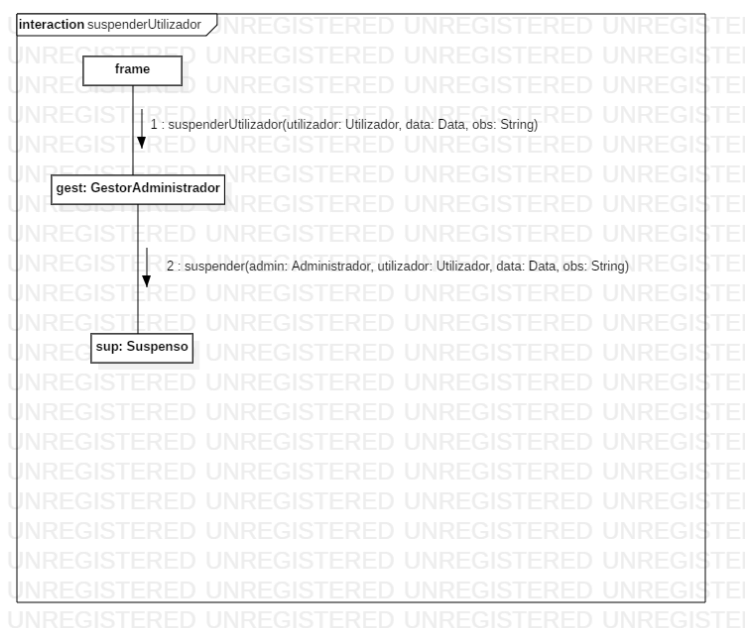 interaction suspenderUtilizador
frame
1 : suspenderUtilizador(utilizador: Utilizador, data: Data, obs: String)
gest: GestorAdministrador
2 : suspender(admin: Administrador, utilizador: Utilizador, data: Data, obs: String)
sup: Suspenso
UNREGISTERED UNREGISTERED UNREGISTERED UNREGISTERED